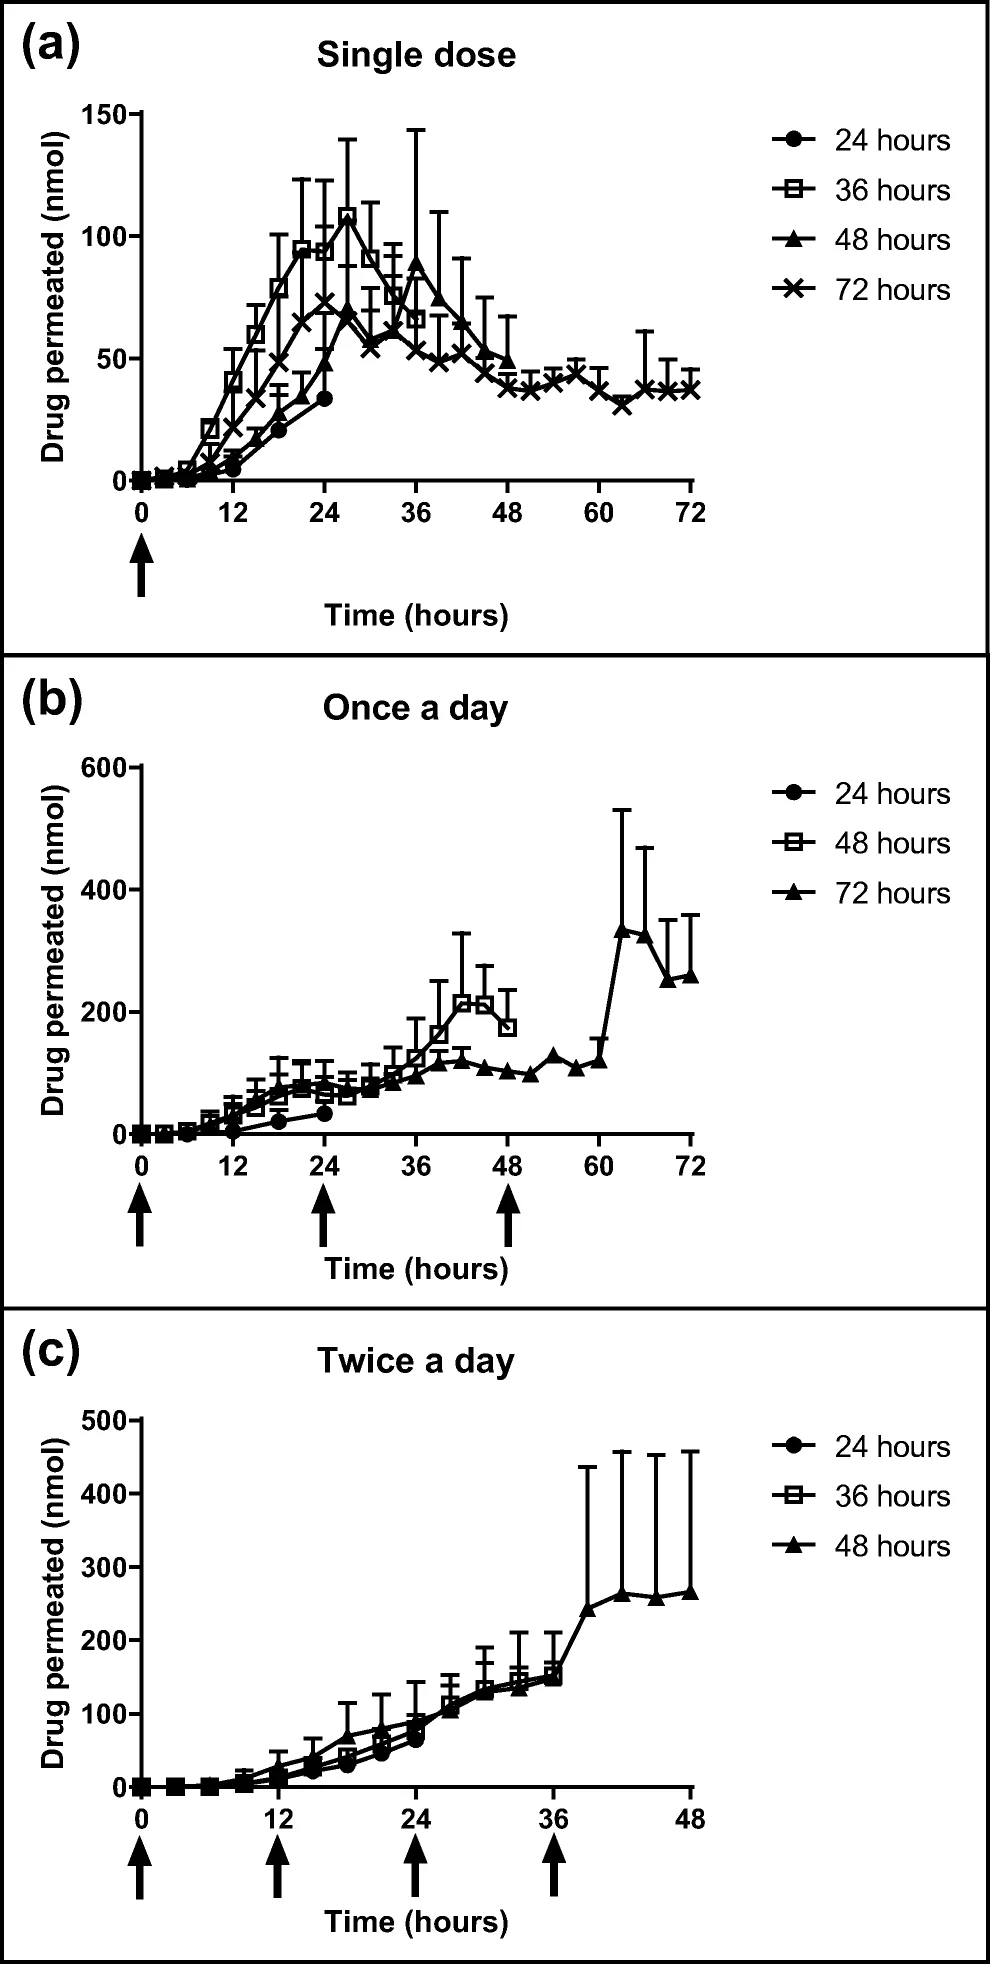 (a)
Single dose
Drug permeated (nmol)
150
100
50
0
0 12 24 36 48 60 72
Time (hours)
24 hours
36 hours
48 hours
72 hours
(b)
Once a day
Drug permeated (nmol)
600
400
200
0
0 12 24 36 48 60 72
Time (hours)
24 hours
48 hours
72 hours
(c)
Twice a day
Drug permeated (nmol)
500
400
300
200
100
0
0 12 24 36 48
Time (hours)
24 hours
36 hours
48 hours